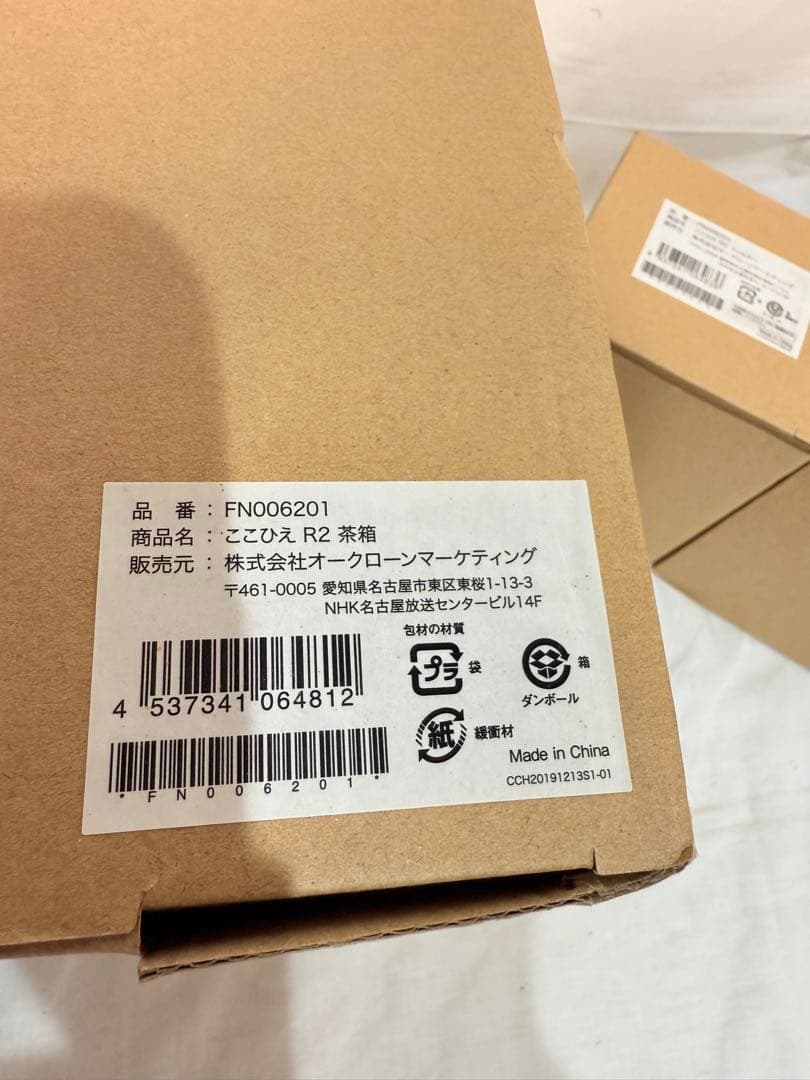 品 番 : FN006201
商品名 : ここひえ R2 茶箱
販売元 : 株式会社オークローンマーケティング
〒461-0005 愛知県名古屋市東区東桜1-13-3
NHK名古屋放送センタービル14F
包材の材質
プラ 袋
箱
ダンボール
紙 緩衝材
4 537341 064812
*FN006201*
Made in China
CCH20191213S1-01